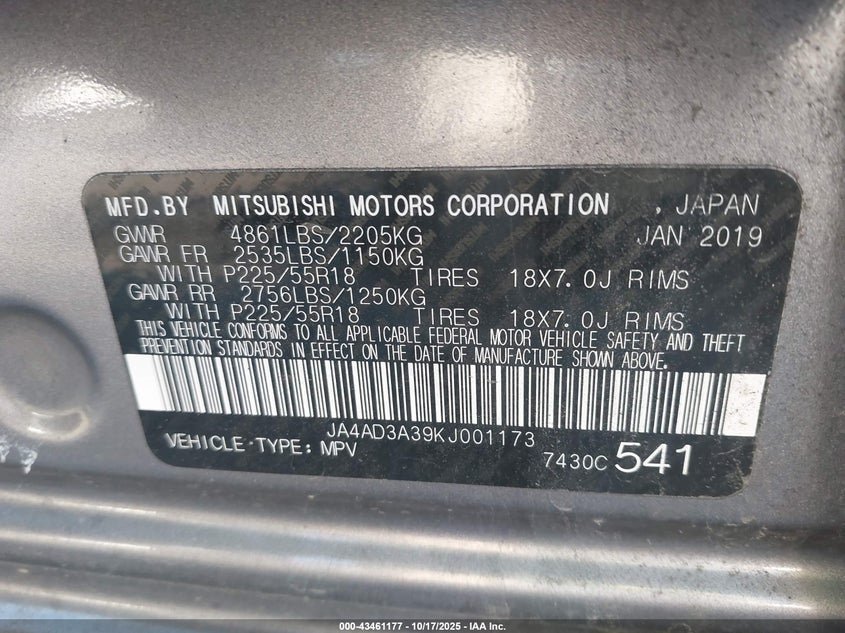 MFD.BY MITSUBISHI MOTORS CORPORATION , JAPAN
GVWR 4861LBS/2205KG JAN 2019
GAWR FR 2535LBS/1150KG
WITH P225/55R18 TIRES 18X7.0J RIMS
GAWR RR 2756LBS/1250KG
WITH P225/55R18 TIRES 18X7.0J RIMS
THIS VEHICLE CONFORMS TO ALL APPLICABLE FEDERAL MOTOR VEHICLE SAFETY AND THEFT
PREVENTION STANDARDS IN EFFECT ON THE DATE OF MANUFACTURE SHOWN ABOVE.
JA4AD3A39KJ001173
VEHICLE TYPE: MPV 7430C 541
000-43461177 - 10/17/2025 - IAA Inc.